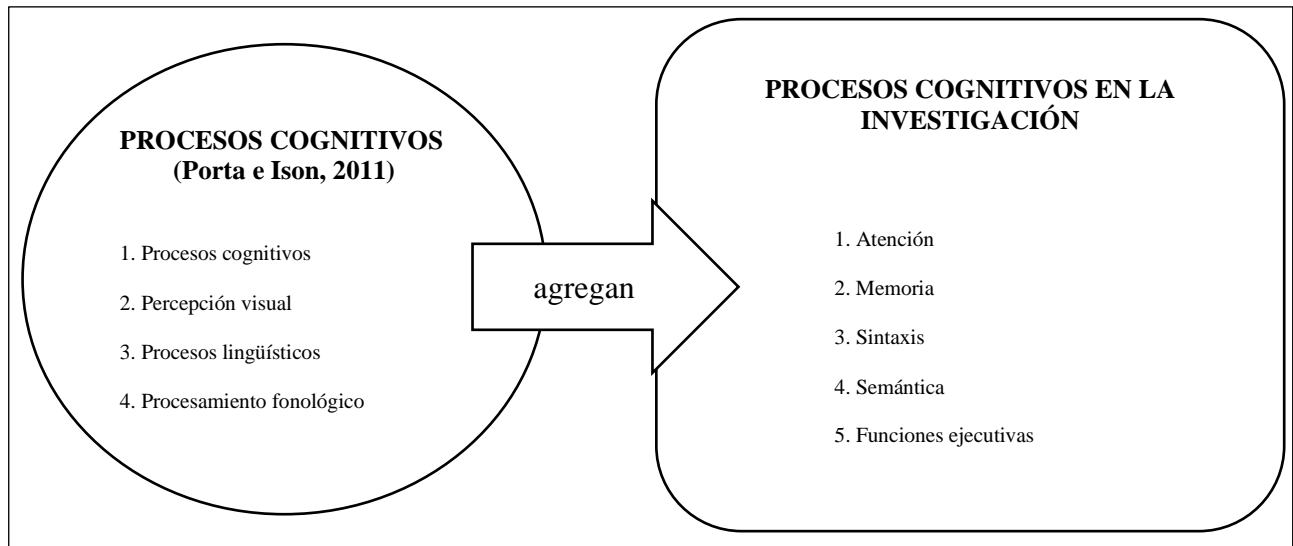 PROCESOS COGNITIVOS
(Porta e Ison, 2011)
1. Procesos cognitivos
2. Percepción visual
3. Procesos lingüísticos
4. Procesamiento fonológico
agregan
PROCESOS COGNITIVOS EN LA
INVESTIGACIÓN
1. Atención
2. Memoria
3. Sintaxis
4. Semántica
5. Funciones ejecutivas